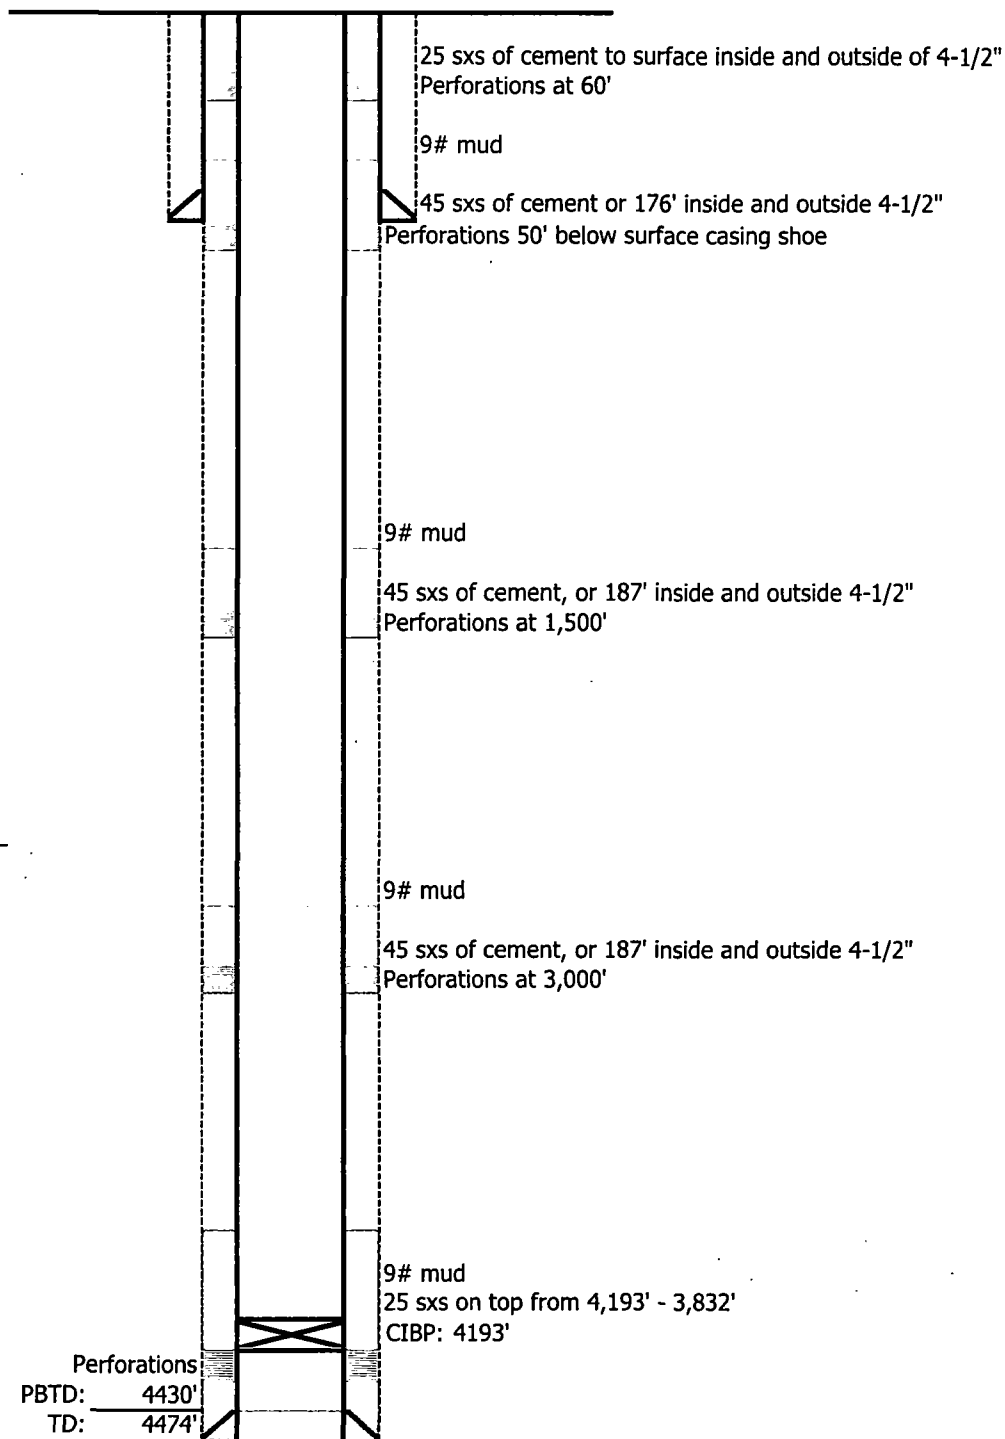 25 sxs of cement to surface inside and outside of 4-1/2"
Perforations at 60'
9# mud
45 sxs of cement or 176' inside and outside 4-1/2"
Perforations 50' below surface casing shoe
9# mud
45 sxs of cement, or 187' inside and outside 4-1/2"
Perforations at 1,500'
9# mud
45 sxs of cement, or 187' inside and outside 4-1/2"
Perforations at 3,000'
9# mud
25 sxs on top from 4,193' - 3,832'
CIBP: 4193'
Perforations
PBTD: 4430'
TD: 4474'